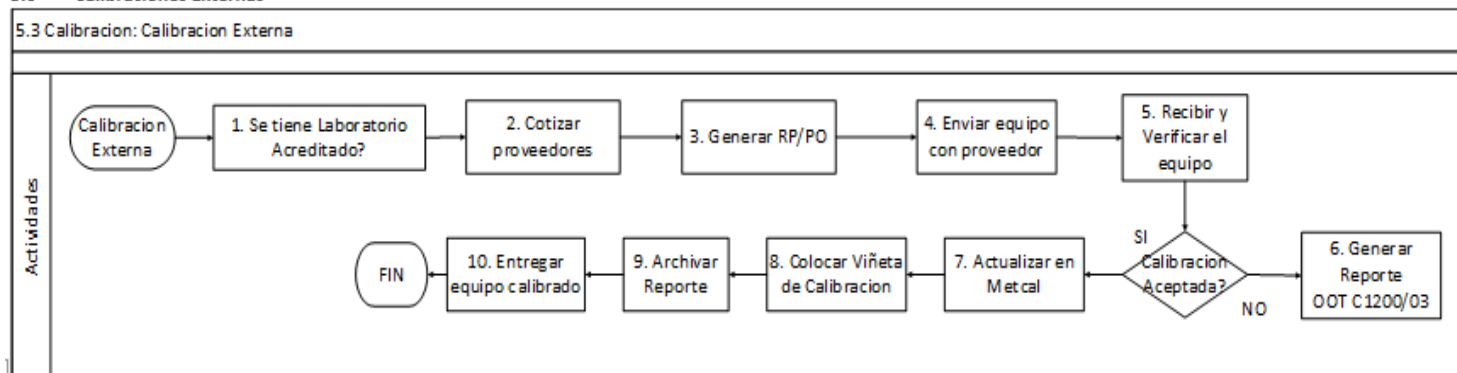 5.3 Calibracion: Calibracion Externa
Actividades
Calibracion
Externa
1. Se tiene Laboratorio
Acreditado?
2. Cotizar
proveedores
3. Generar RP/PO
4. Enviar equipo
con proveedor
5. Recibir y
Verificar el
equipo
SI
Calibracion
Aceptada?
NO
6. Generar
Reporte
OOT C1200/03
7. Actualizar en
Metcal
8. Colocar Viñeta
de Calibracion
9. Archivar
Reporte
10. Entregar
equipo calibrado
FIN